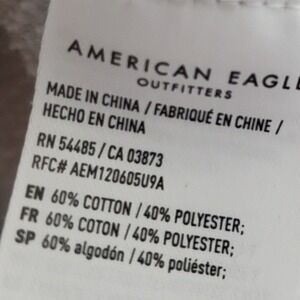 AMERICAN EAGLE
OUTFITTERS
MADE IN CHINA / FABRIQUÉ EN CHINE /
HECHO EN CHINA
RN 54485 / CA 03873
RFC# AEM120605U9A
EN 60% COTTON / 40% POLYESTER;
FR 60% COTON / 40% POLYESTER;
SP 60% algodón / 40% poliéster;